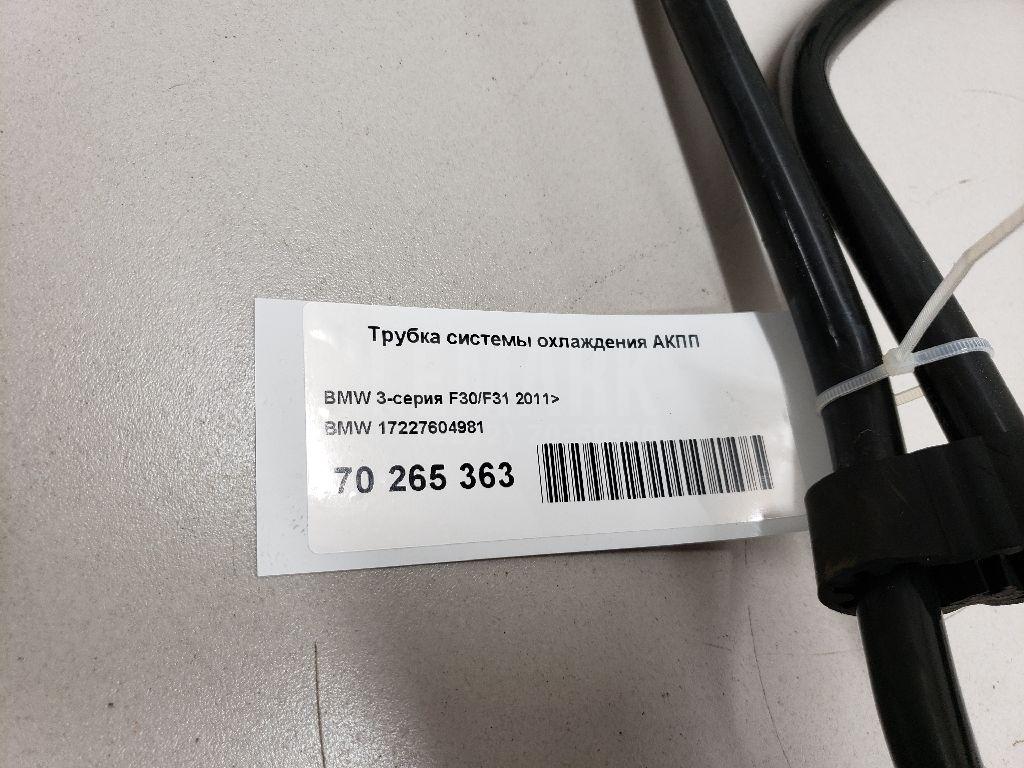 Трубка системы охлаждения АКПП
BMW 3-серия F30/F31 2011>
BMW 17227604981
70 265 363